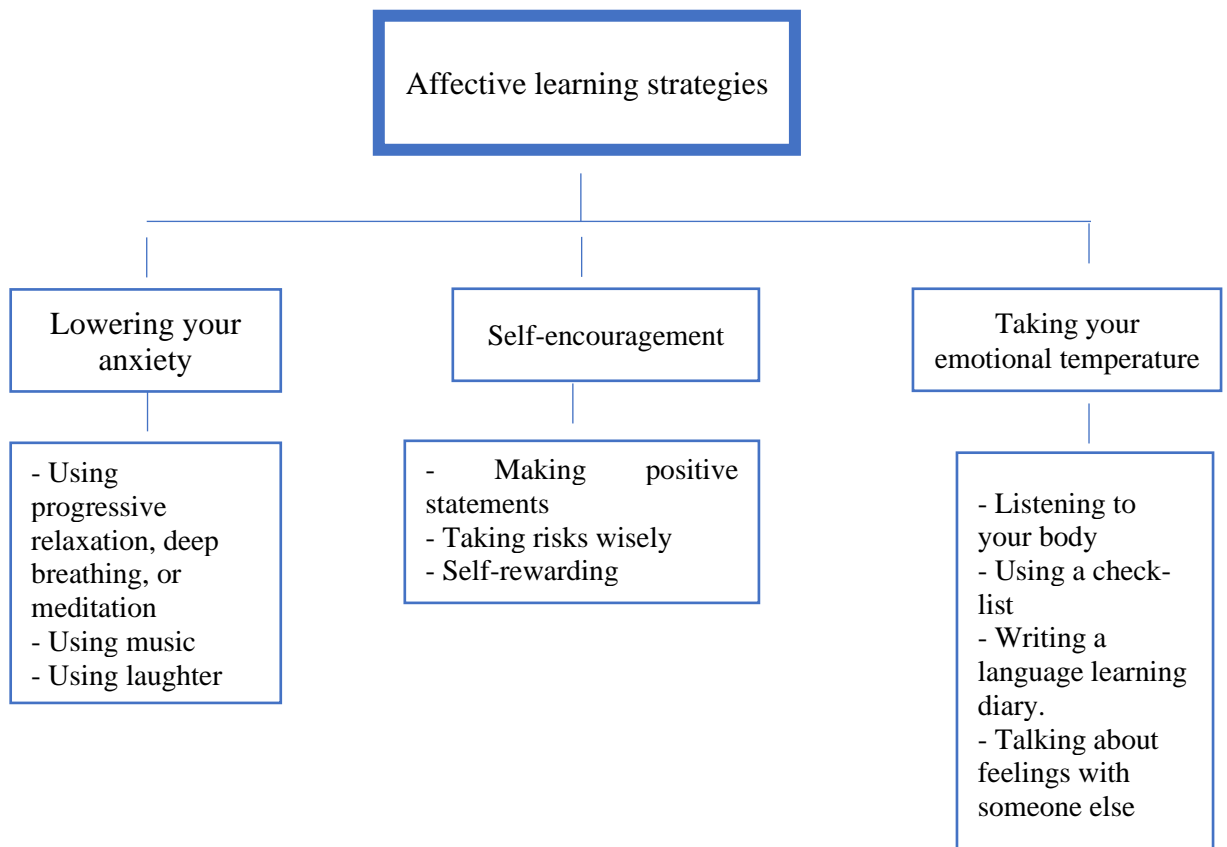 Affective learning strategies
Lowering your
anxiety
Self-encouragement
Taking your
emotional temperature
- Using
progressive
relaxation, deep
breathing, or
meditation
- Using music
- Using laughter
- Making positive
statements
- Taking risks wisely
- Self-rewarding
- Listening to
your body
- Using a check-
list
- Writing a
language learning
diary.
- Talking about
feelings with
someone else